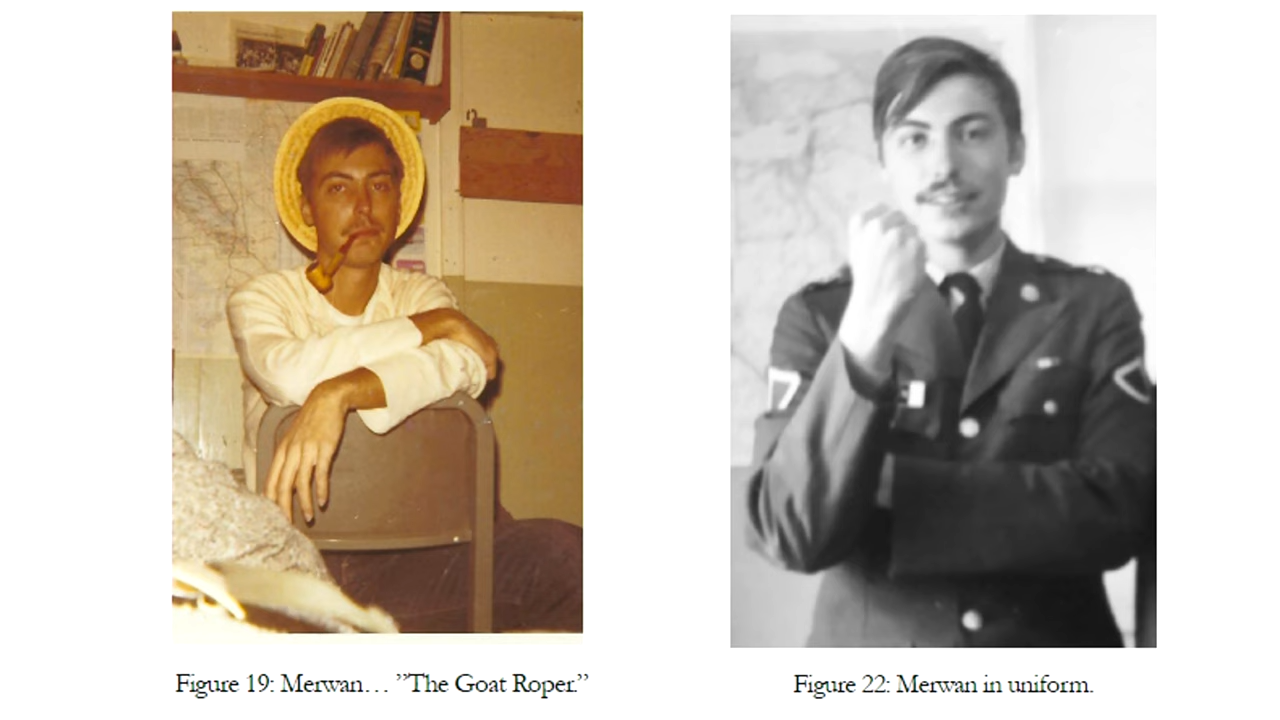 Figure 19: Merwan… ”The Goat Roper.”
Figure 22: Merwan in uniform.